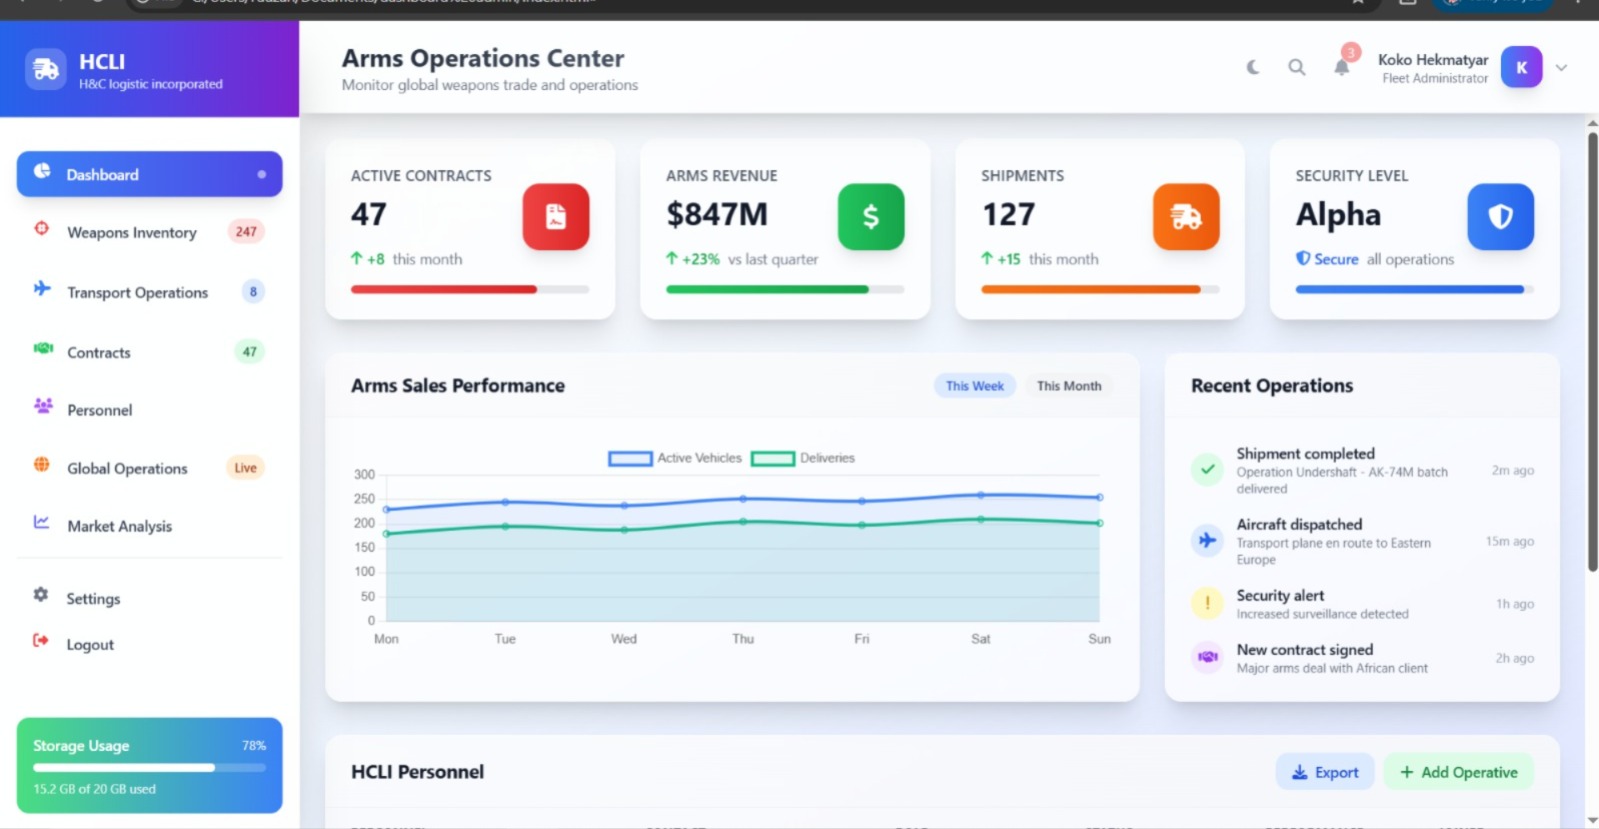 HCLI
H&C logistic incorporated
Arms Operations Center
Monitor global weapons trade and operations
3
Koko Hekmatyar
Fleet Administrator
K
Dashboard
Weapons Inventory 247
Transport Operations 8
Contracts 47
Personnel
Global Operations Live
Market Analysis
Settings
Logout
Storage Usage 78%
15.2 GB of 20 GB used
ACTIVE CONTRACTS
47
+8 this month
ARMS REVENUE
$847M
+23% vs last quarter
SHIPMENTS
127
+15 this month
SECURITY LEVEL
Alpha
Secure all operations
Arms Sales Performance
This Week This Month
Active Vehicles Deliveries
300
250
200
150
100
50
0
Mon Tue Wed Thu Fri Sat Sun
Recent Operations
Shipment completed
Operation Undershaft - AK-74M batch
delivered
2m ago
Aircraft dispatched
Transport plane en route to Eastern
Europe
15m ago
Security alert
Increased surveillance detected
1h ago
New contract signed
Major arms deal with African client
2h ago
HCLI Personnel
Export
+ Add Operative